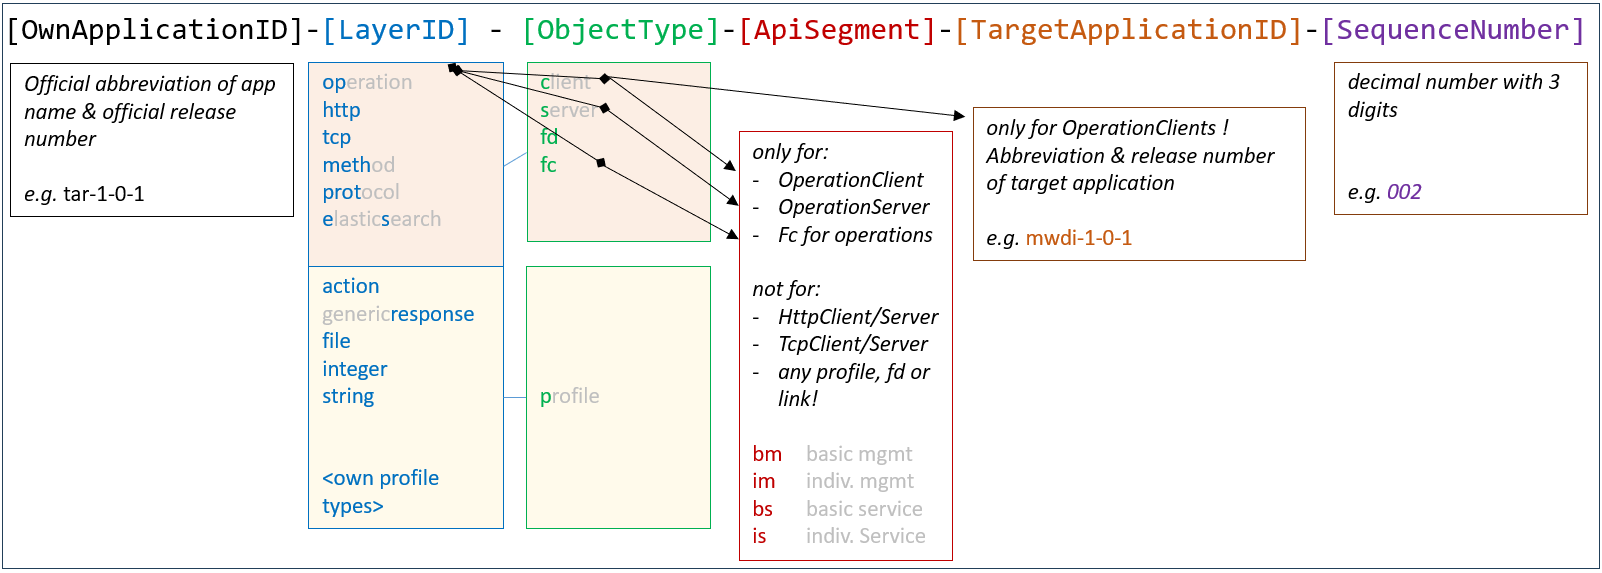 [OwnApplicationID]-[LayerID] - [ObjectType]-[ApiSegment]-[TargetApplicationID]-[SequenceNumber]
Official abbreviation of app
name & official release
number
e.g. tar-1-0-1
operation
http
tcp
method
protocol
elasticsearch
action
genericresponse
file
integer
string
<own profile
types>
client
server
fd
fc
profile
only for:
- OperationClient
- OperationServer
- Fc for operations
not for:
- HttpClient/Server
- TcpClient/Server
- any profile, fd or
link!
bm basic mgmt
im indiv. mgmt
bs basic service
is indiv. Service
only for OperationClients !
Abbreviation & release number
of target application
e.g. mwdi-1-0-1
decimal number with 3
digits
e.g. 002